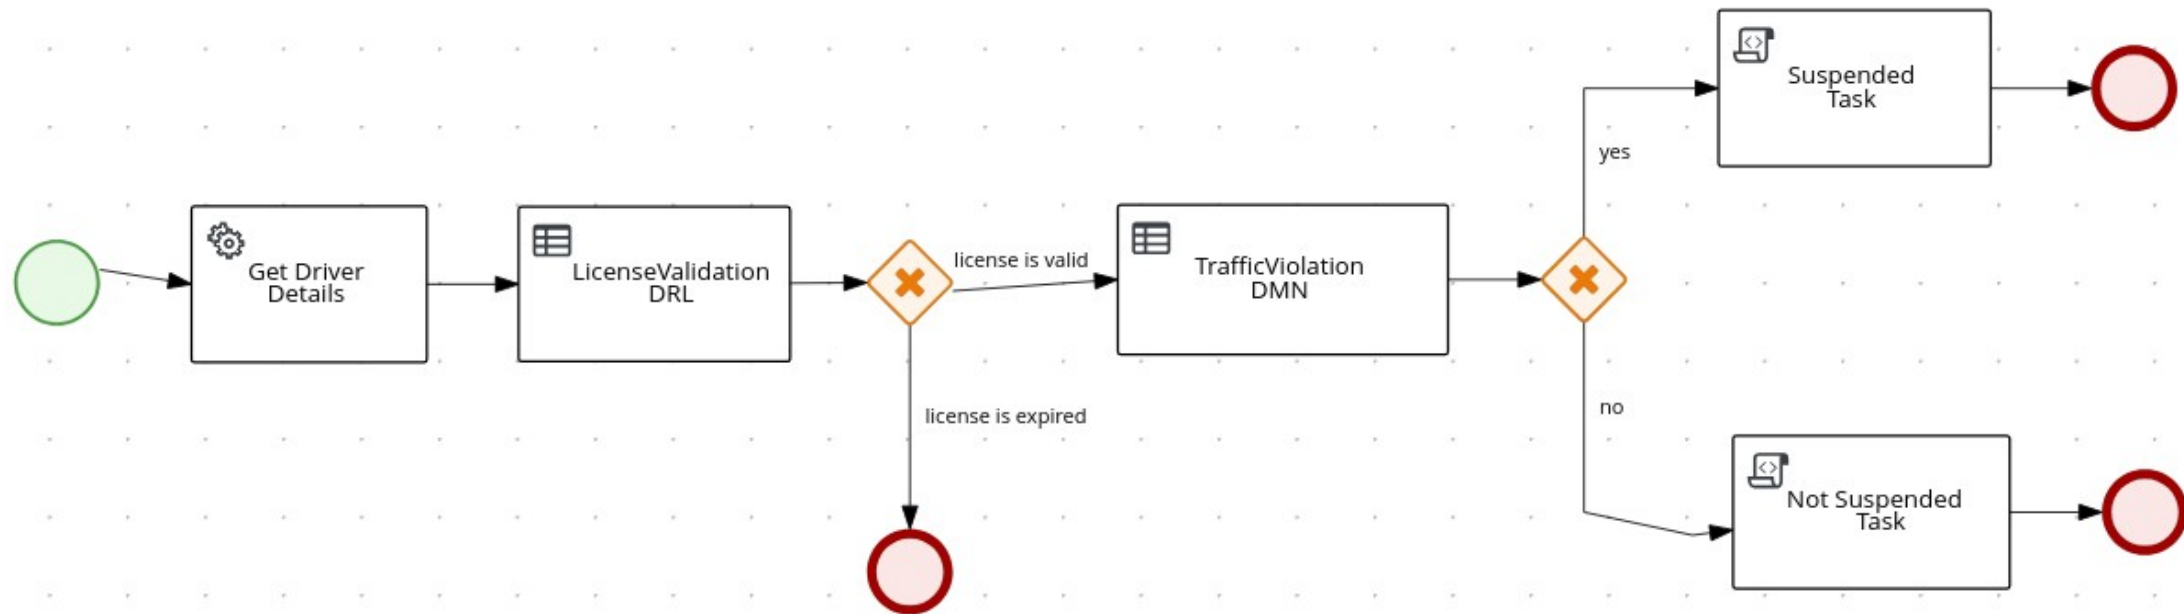 Get Driver
Details
LicenseValidation
DRL
license is valid
license is expired
TrafficViolation
DMN
yes
no
Suspended
Task
Not Suspended
Task